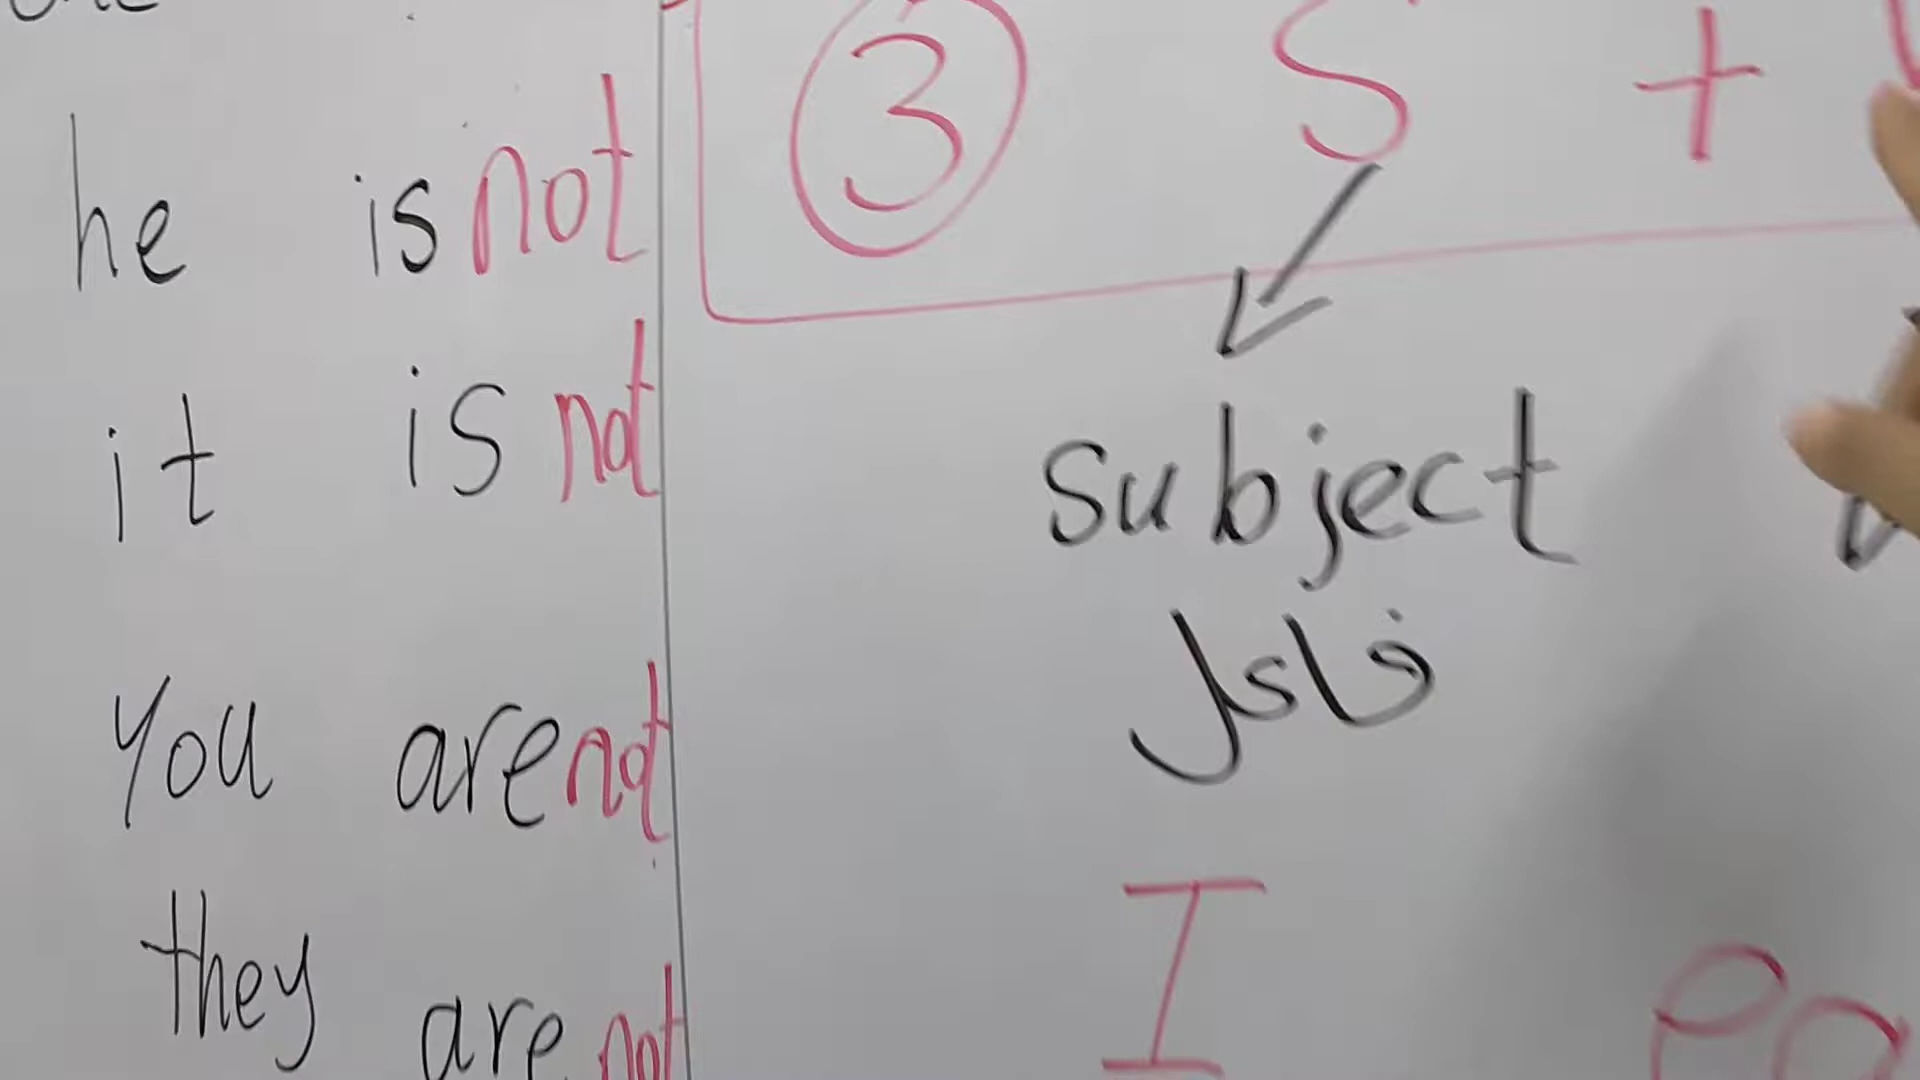 he is not
it is not
you are not
they are not
③ S +
subject
فاعل
I